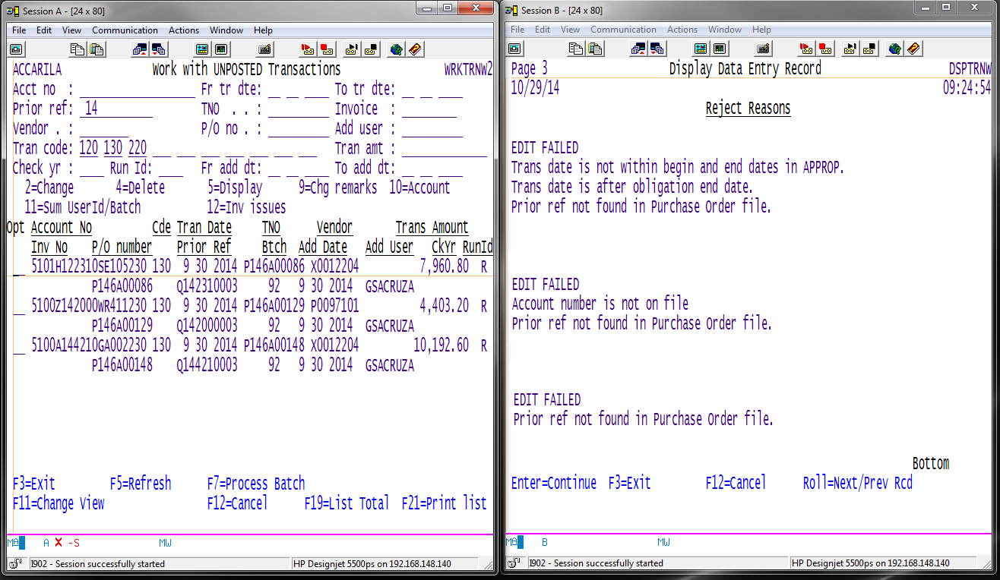 Session A - [24 x 80]
File Edit View Communication Actions Window Help
ACCARILA Work with UNPOSTED Transactions WRKTRNW2
Acct no : Fr tr dte: To tr dte:
Prior ref: 14 TNO . . : Invoice :
Vendor . : P/O no . : Add user :
Tran code: 120 130 220 Tran amt :
Check yr : Run Id: Fr add dt: To add dt:
2=Change 4=Delete 5=Display 9=Chg remarks 10=Account
11=Sum UserId/Batch 12=Inv issues
Opt Account No Cde Tran Date TNO Vendor Trans Amount
Inv No P/O number Prior Ref Btch Add Date Add User CkYr RunId
5101H122310SE105230 130 9 30 2014 P146A00086 X0012204 7,960.80 R
P146A00086 Q142310003 92 9 30 2014 GSACRUZA
5100Z142000WR411230 130 9 30 2014 P146A00129 P0097101 4,403.20 R
P146A00129 Q142000003 92 9 30 2014 GSACRUZA
5100A144210GA002230 130 9 30 2014 P146A00148 X0012204 10,192.60 R
P146A00148 Q144210003 92 9 30 2014 GSACRUZA
F3=Exit F5=Refresh F7=Process Batch
F11=Change View F12=Cancel F19=List Total F21=Print list
MA A X -S MW
I902 - Session successfully started HP Designjet 5500ps on 192.168.148.140
Session B - [24 x 80]
File Edit View Communication Actions Window Help
Page 3 Display Data Entry Record DSPTRNW
10/29/14 09:24:54
Reject Reasons
EDIT FAILED
Trans date is not within begin and end dates in APPROP.
Trans date is after obligation end date.
Prior ref not found in Purchase Order file.
EDIT FAILED
Account number is not on file
Prior ref not found in Purchase Order file.
EDIT FAILED
Prior ref not found in Purchase Order file.
Bottom
Enter=Continue F3=Exit F12=Cancel Roll=Next/Prev Rcd
MA B MW
I902 - Session successfully started HP Designjet 5500ps on 192.168.148.140